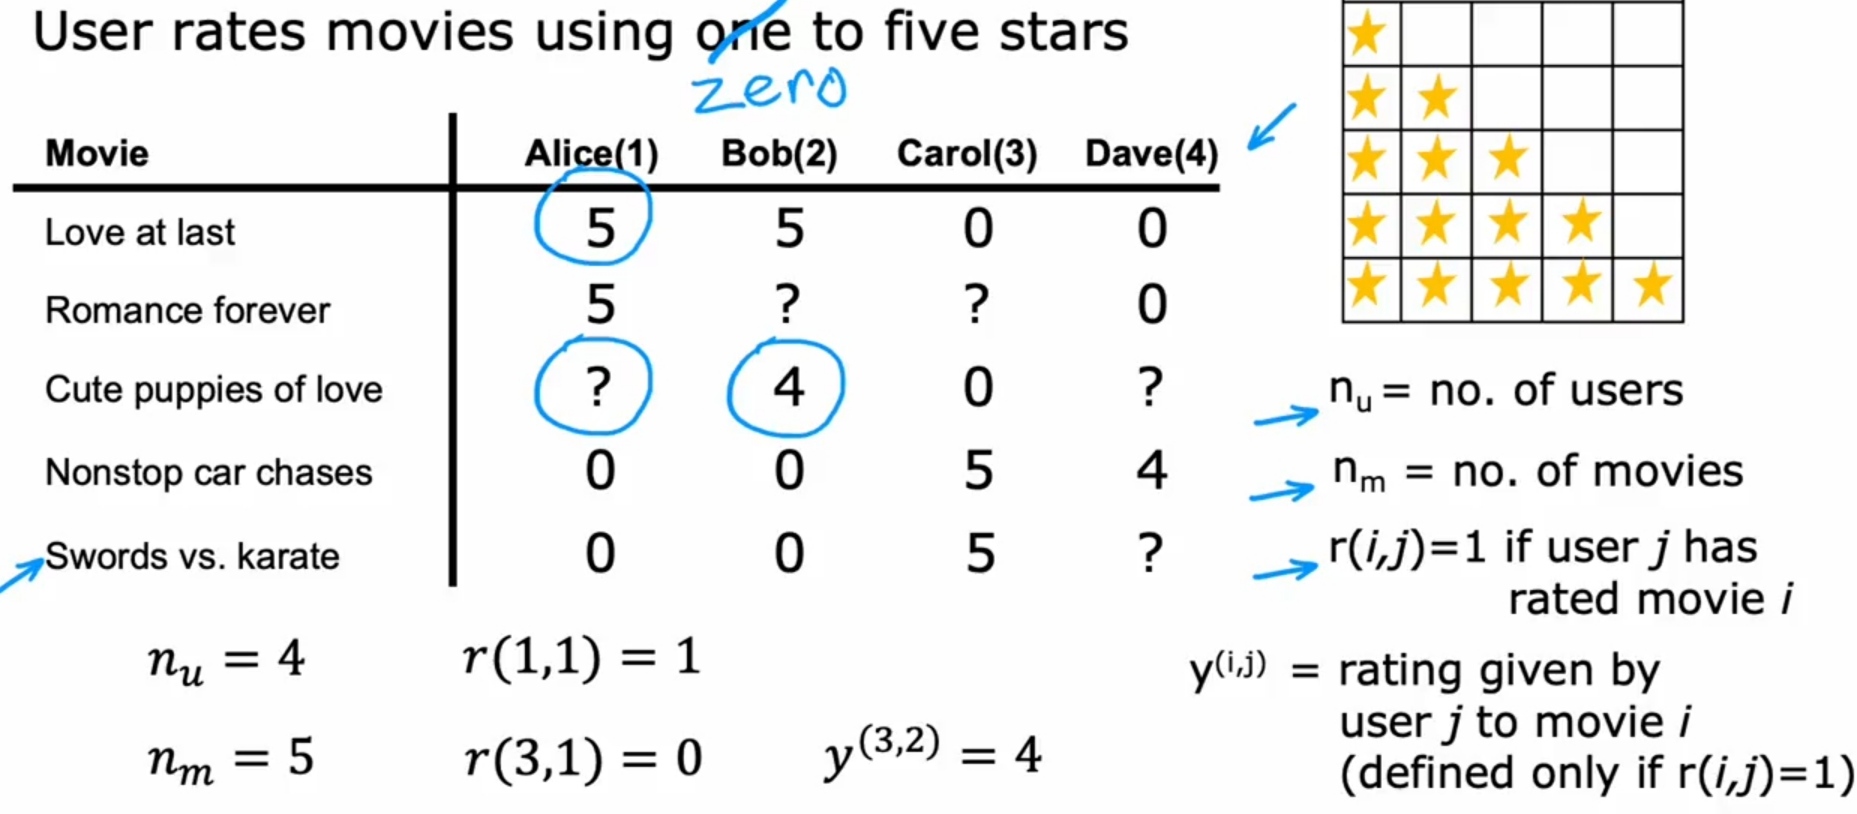 User rates movies using one to five stars
zero
Movie Alice(1) Bob(2) Carol(3) Dave(4)
Love at last 5 5 0 0
Romance forever 5 ? ? 0
Cute puppies of love ? 4 0 ?
Nonstop car chases 0 0 5 4
Swords vs. karate 0 0 5 ?
n_u = no. of users
n_m = no. of movies
r(i,j)=1 if user j has
rated movie i
y^(i,j) = rating given by
user j to movie i
(defined only if r(i,j)=1)
n_u = 4 r(1,1) = 1
n_m = 5 r(3,1) = 0 y^(3,2) = 4